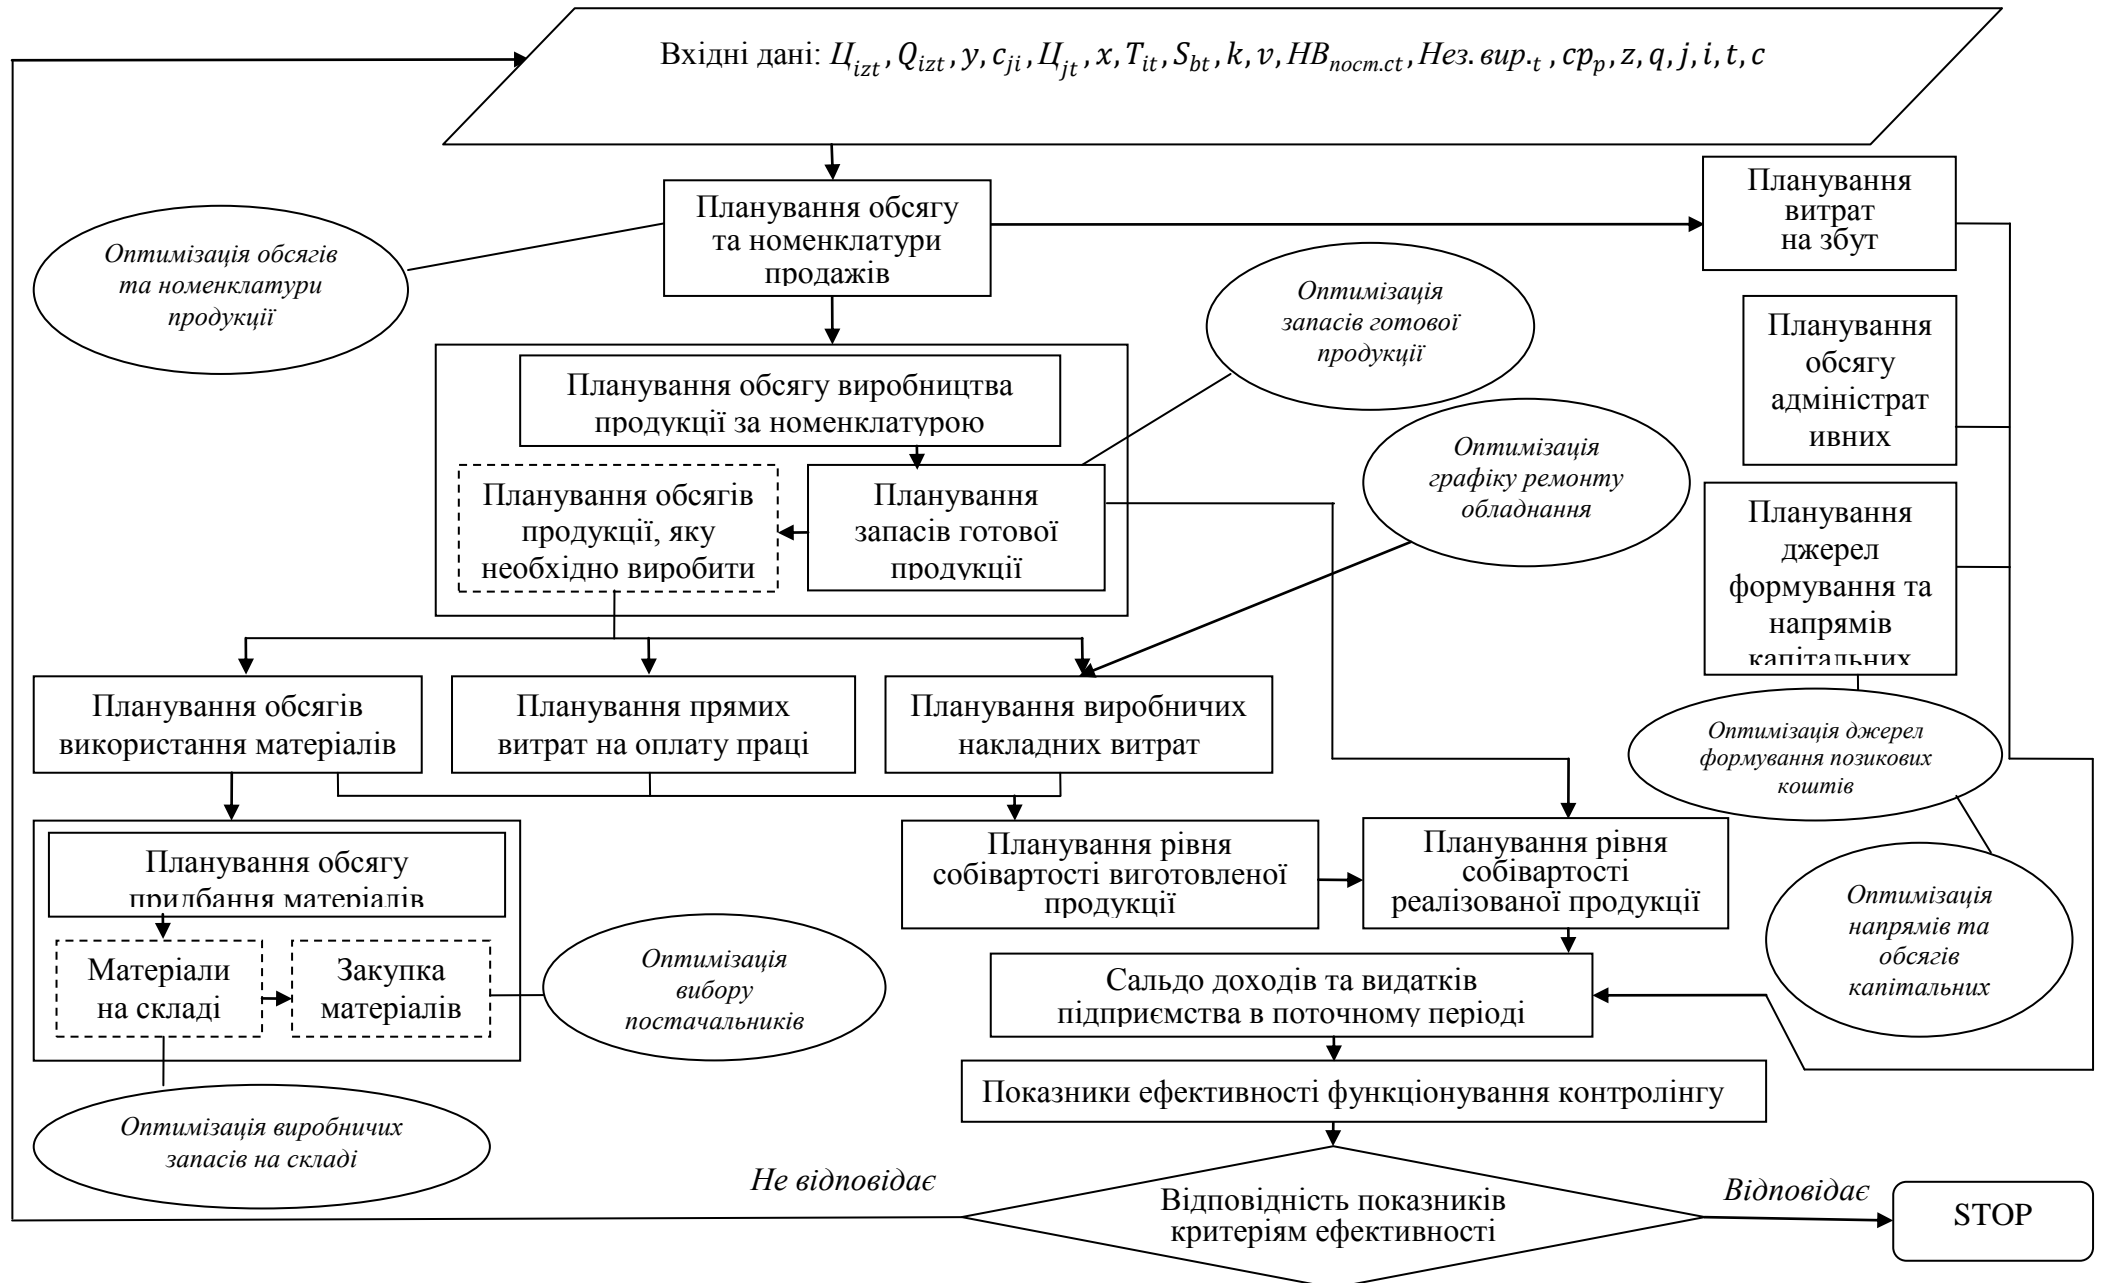 Вхідні дані: Ц_izt, Q_izt, y, c_ji, Ц_jt, x, T_it, S_bt, k, v, НВ_пост.ct, Нез. вир._t, cp_p, z, q, j, i, t, c
Планування обсягу
та номенклатури
продажів
Планування
витрат
на збут
Оптимізація обсягів
та номенклатури
продукції
Оптимізація
запасів готової
продукції
Планування
обсягу
адміністрат
ивних
Планування обсягу виробництва
продукції за номенклатурою
Оптимізація
графіку ремонту
обладнання
Планування обсягів
продукції, яку
необхідно виробити
Планування
запасів готової
продукції
Планування
джерел
формування та
напрямів
капітальних
Планування обсягів
використання матеріалів
Планування прямих
витрат на оплату праці
Планування виробничих
накладних витрат
Оптимізація джерел
формування позикових
коштів
Планування обсягу
придбання матеріалів
Планування рівня
собівартості виготовленої
продукції
Планування рівня
собівартості
реалізованої продукції
Оптимізація
напрямів та
обсягів
капітальних
Матеріали
на складі
Закупка
матеріалів
Оптимізація
вибору
постачальників
Сальдо доходів та видатків
підприємства в поточному періоді
Показники ефективності функціонування контролінгу
Оптимізація виробничих
запасів на складі
Не відповідає
Відповідність показників
критеріям ефективності
Відповідає
STOP